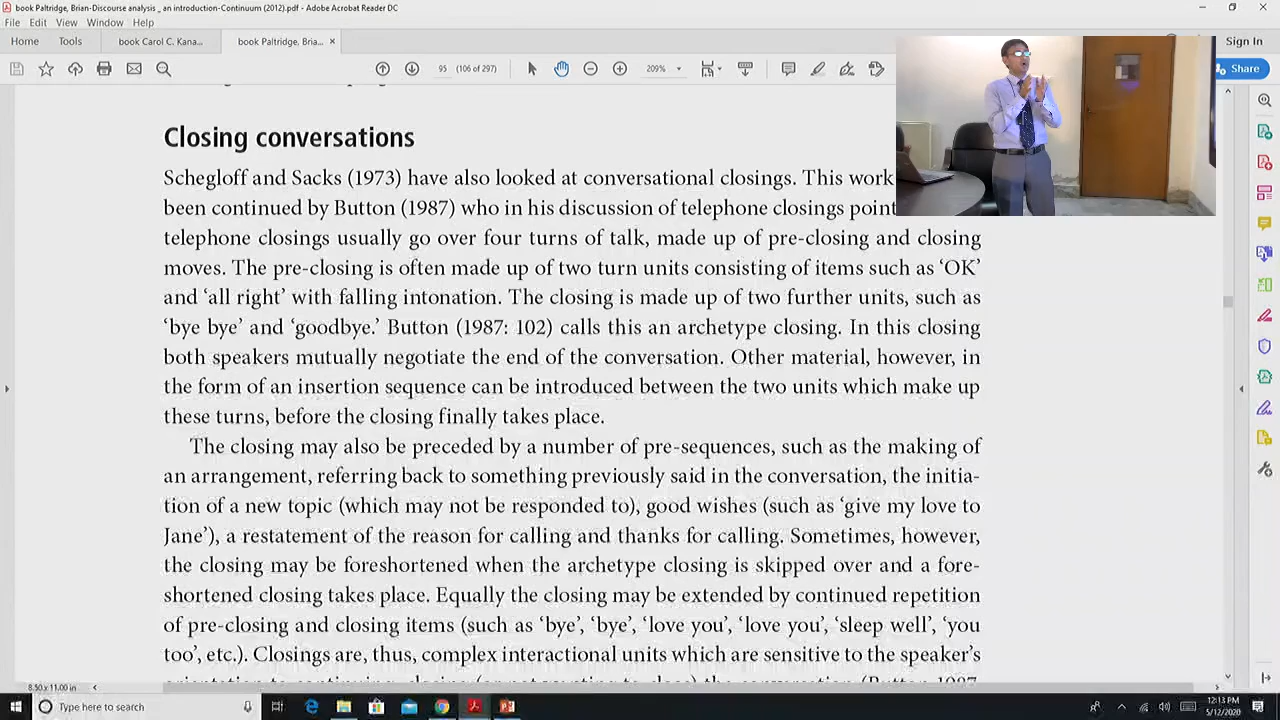 book Paltridge, Brian-Discourse analysis _ an introduction-Continuum (2012).pdf - Adobe Acrobat Reader DC
File Edit View Window Help
Home Tools book Carol C. Kana... book Paltridge, Brian... × Sign In
95 (106 of 297) 209% Share
Closing conversations
Schegloff and Sacks (1973) have also looked at conversational closings. This work
been continued by Button (1987) who in his discussion of telephone closings point
telephone closings usually go over four turns of talk, made up of pre-closing and closing
moves. The pre-closing is often made up of two turn units consisting of items such as ‘OK’
and ‘all right’ with falling intonation. The closing is made up of two further units, such as
‘bye bye’ and ‘goodbye.’ Button (1987: 102) calls this an archetype closing. In this closing
both speakers mutually negotiate the end of the conversation. Other material, however, in
the form of an insertion sequence can be introduced between the two units which make up
these turns, before the closing finally takes place.
The closing may also be preceded by a number of pre-sequences, such as the making of
an arrangement, referring back to something previously said in the conversation, the initia-
tion of a new topic (which may not be responded to), good wishes (such as ‘give my love to
Jane’), a restatement of the reason for calling and thanks for calling. Sometimes, however,
the closing may be foreshortened when the archetype closing is skipped over and a fore-
shortened closing takes place. Equally the closing may be extended by continued repetition
of pre-closing and closing items (such as ‘bye’, ‘bye’, ‘love you’, ‘love you’, ‘sleep well’, ‘you
too’, etc.). Closings are, thus, complex interactional units which are sensitive to the speaker’s
8.50 x 11.00 in
Type here to search
12:13 PM
5/12/2020